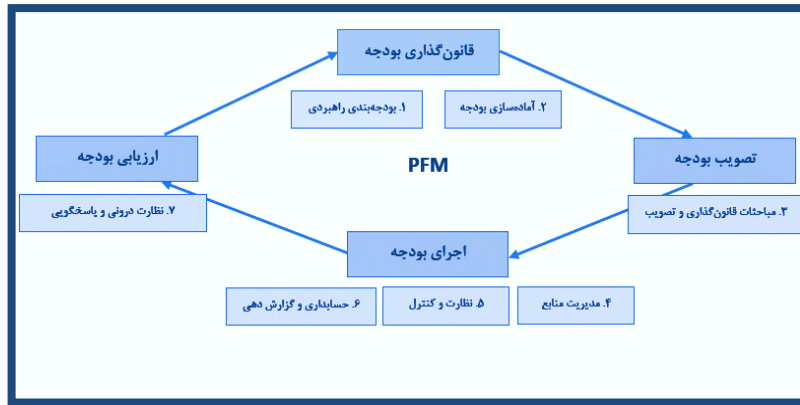 قانون‌گذاری بودجه
۱. بودجه‌بندی راهبردی
۲. آماده‌سازی بودجه
ارزیابی بودجه
تصویب بودجه
PFM
۷. نظارت درونی و پاسخگویی
۳. مباحثات قانون‌گذاری و تصویب
اجرای بودجه
۴. مدیریت منابع
۵. نظارت و کنترل
۶. حسابداری و گزارش دهی